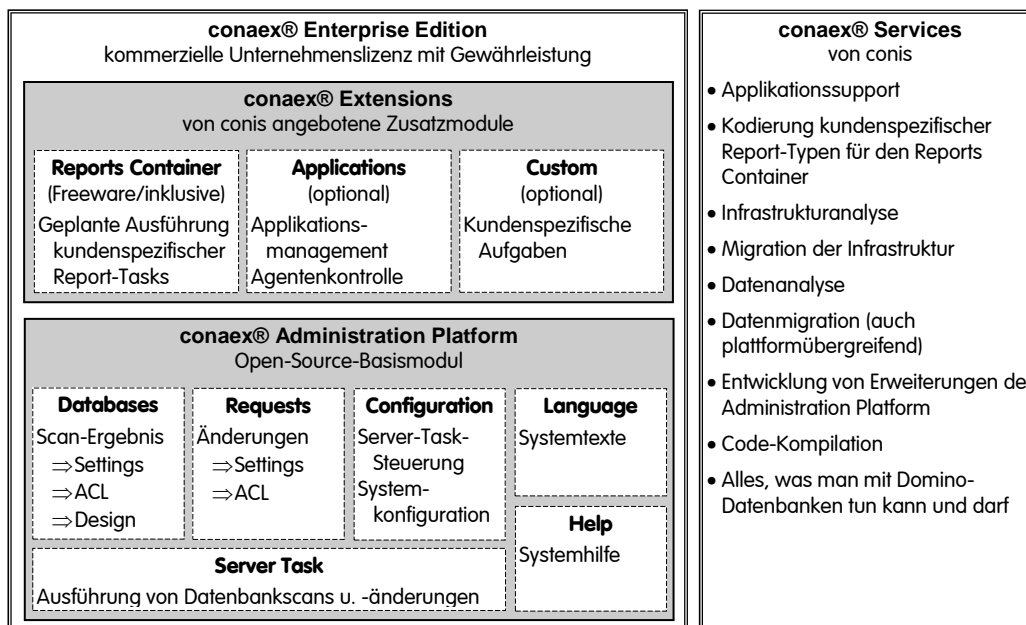 conaex® Enterprise Edition
kommerzielle Unternehmenslizenz mit Gewährleistung
conaex® Extensions
von conis angebotene Zusatzmodule
Reports Container
(Freeware/inklusive)
Geplante Ausführung
kundenspezifischer
Report-Tasks
Applications
(optional)
Applikations-
management
Agentenkontrolle
Custom
(optional)
Kundenspezifische
Aufgaben
conaex® Administration Platform
Open-Source-Basismodul
Databases
Scan-Ergebnis
⇒Settings
⇒ACL
⇒Design
Requests
Änderungen
⇒Settings
⇒ACL
Configuration
Server-Task-
Steuerung
System-
konfiguration
Language
Systemtexte
Help
Systemhilfe
Server Task
Ausführung von Datenbankscans u. -änderungen
conaex® Services
von conis
• Applikationssupport
• Kodierung kundenspezifischer
Report-Typen für den Reports
Container
• Infrastrukturanalyse
• Migration der Infrastruktur
• Datenanalyse
• Datenmigration (auch
plattformübergreifend)
• Entwicklung von Erweiterungen de
Administration Platform
• Code-Kompilation
• Alles, was man mit Domino-
Datenbanken tun kann und darf